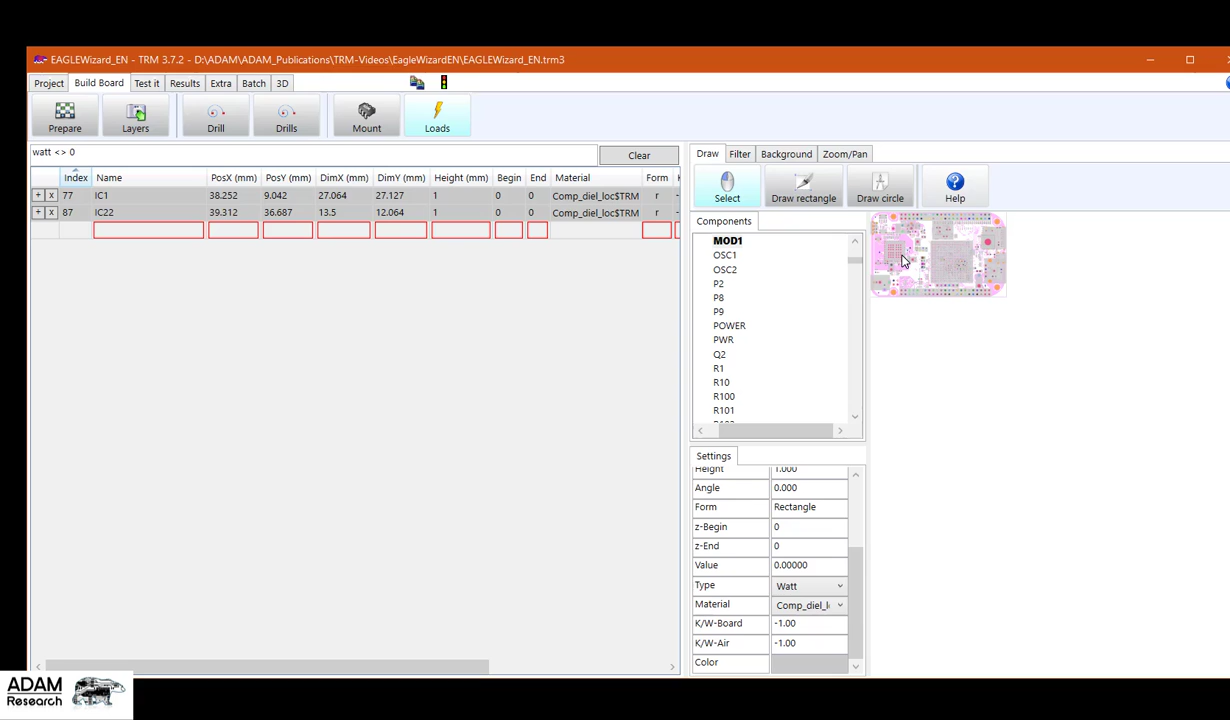 EAGLEWizard_EN - TRM 3.7.2 - D:\ADAM\ADAM_Publications\TRM-Videos\EagleWizardEN\EAGLEWizard_EN.trm3
Project Build Board Test it Results Extra Batch 3D
Prepare Layers Drill Drills Mount Loads
watt <> 0 Clear
Index Name PosX (mm) PosY (mm) DimX (mm) DimY (mm) Height (mm) Begin End Material Form
+ x 77 IC1 38.252 9.042 27.064 27.127 1 0 0 Comp_diel_loc$TRM r -
+ x 87 IC22 39.312 36.687 13.5 12.064 1 0 0 Comp_diel_loc$TRM r -
Draw Filter Background Zoom/Pan
Select Draw rectangle Draw circle Help
Components
MOD1
OSC1
OSC2
P2
P8
P9
POWER
PWR
Q2
R1
R10
R100
R101
Settings
Height 1.000
Angle 0.000
Form Rectangle
z-Begin 0
z-End 0
Value 0.00000
Type Watt
Material
K/W-Board -1.00
K/W-Air -1.00
Color
ADAM
Research